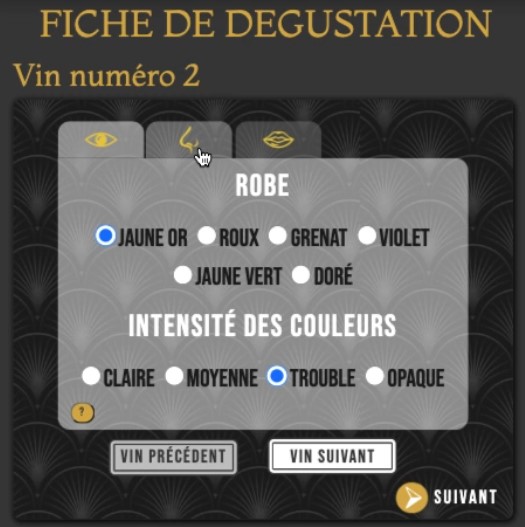 FICHE DE DEGUSTATION
Vin numéro 2
ROBE
JAUNE OR ROUX GRENAT VIOLET
JAUNE VERT DORÉ
INTENSITÉ DES COULEURS
CLAIRE MOYENNE TROUBLE OPAQUE
?
VIN PRÉCÉDENT VIN SUIVANT
SUIVANT